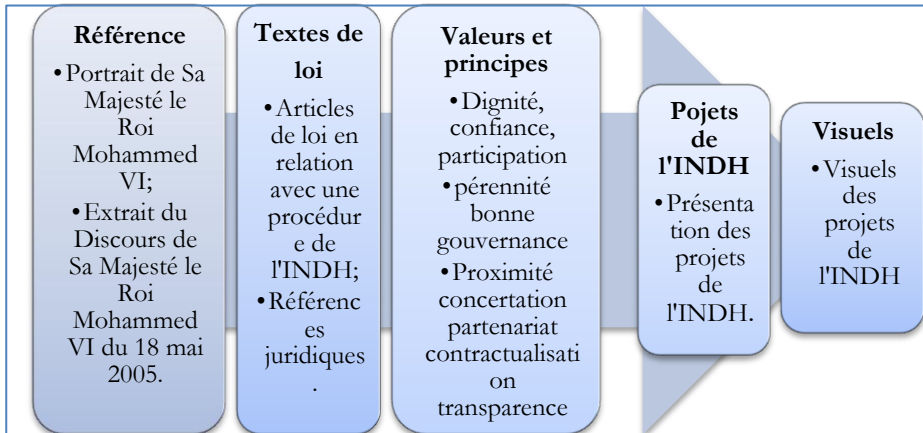 Référence
•Portrait de Sa
Majesté le
Roi
Mohammed
VI;
•Extrait du
Discours de
Sa Majesté le
Roi
Mohammed
VI du 18 mai
2005.
Textes de
loi
•Articles
de loi en
relation
avec une
procédur
e de
l'INDH;
•Référenc
es
juridiques
.
Valeurs et
principes
•Dignité,
confiance,
participation
•pérennité
bonne
gouvernance
•Proximité
concertation
partenariat
contractualisati
on
transparence
Pojets
de
l'INDH
•Présenta
tion des
projets
de
l'INDH.
Visuels
•Visuels
des
projets
de
l'INDH